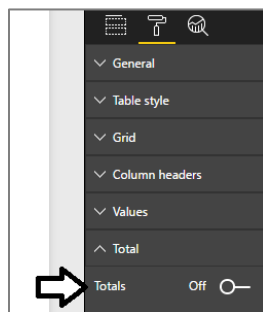 General
Table style
Grid
Column headers
Values
Total
Totals Off